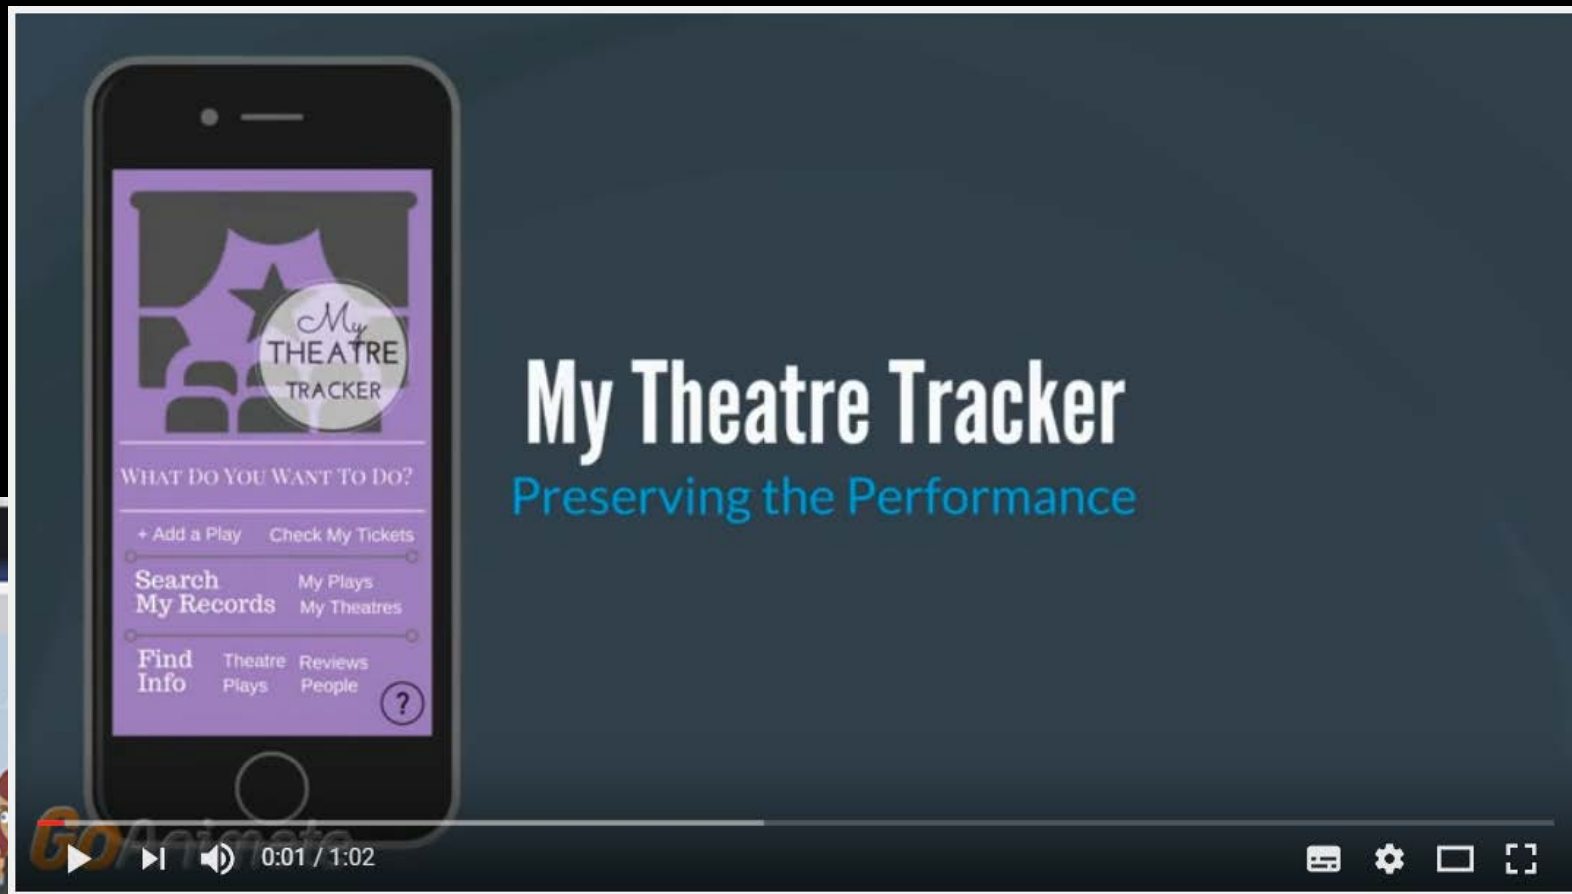 My
THEATRE
TRACKER
WHAT DO YOU WANT TO DO?
+ Add a Play Check My Tickets
Search My Plays
My Records My Theatres
Find Theatre Reviews
Info Plays People
?
My Theatre Tracker
Preserving the Performance
GoAnimate
0:01 / 1:02